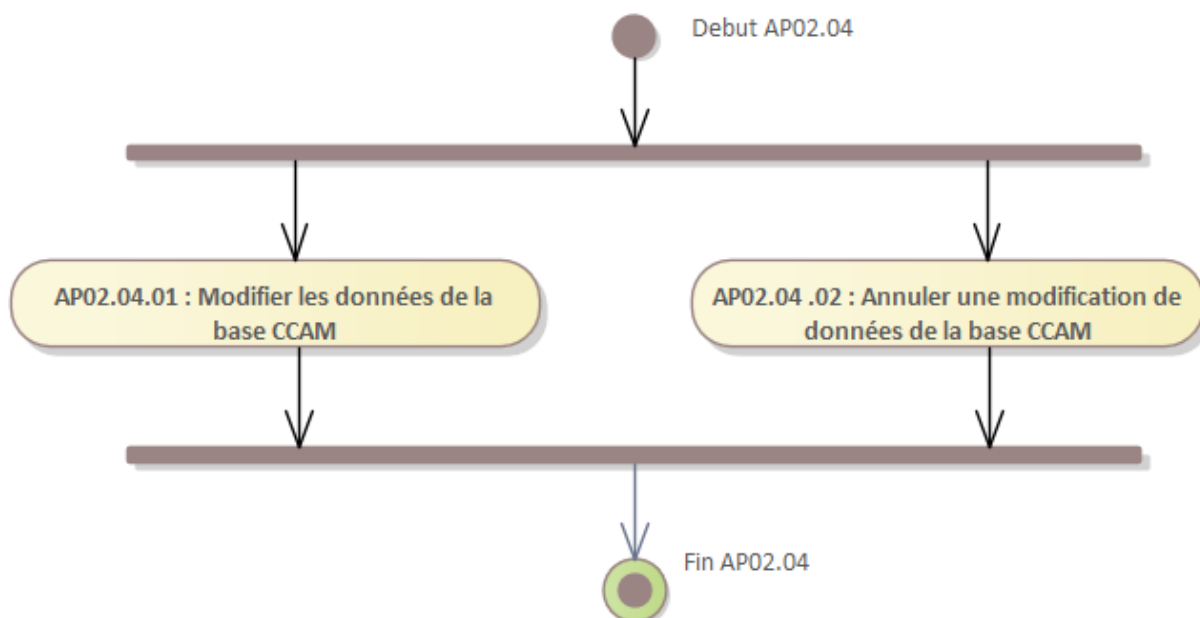 Debut AP02.04
AP02.04.01 : Modifier les données de la
base CCAM
AP02.04 .02 : Annuler une modification de
données de la base CCAM
Fin AP02.04